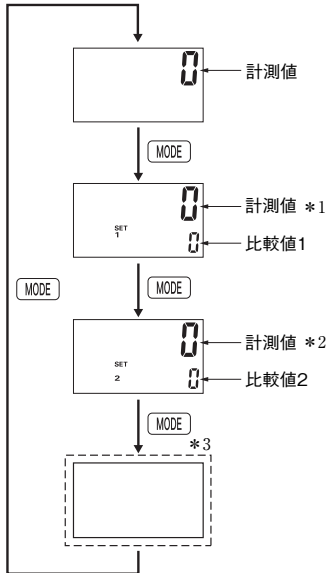 0 計測値
MODE
0 計測値 *1
SET
1
0 比較値1
MODE
MODE
0 計測値 *2
SET
2
0 比較値2
MODE
*3